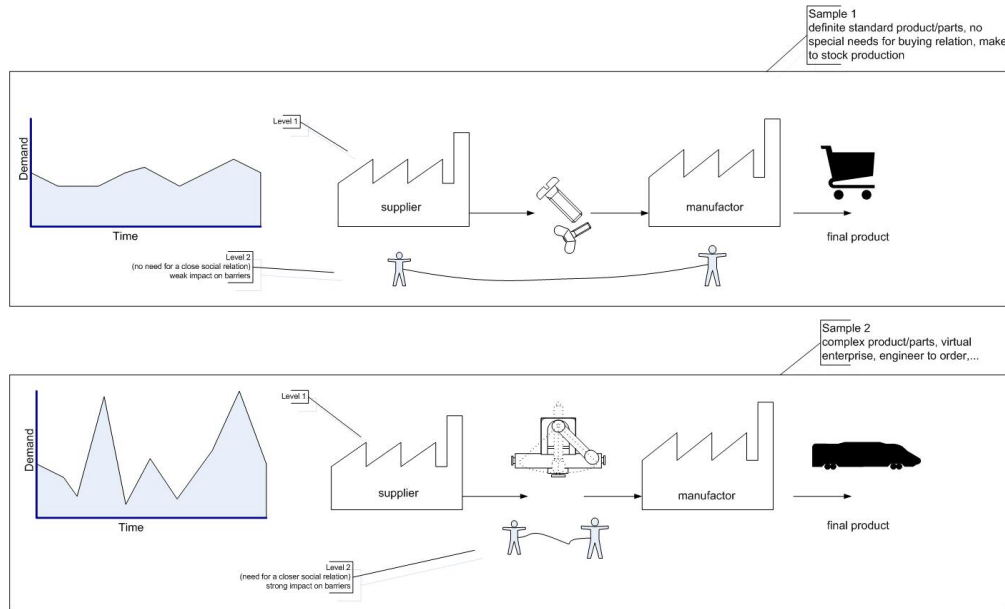 Sample 1
definite standard product/parts, no
special needs for buying relation, make
to stock production
Level 1
Demand
Time
supplier
manufactor
final product
Level 2
(no need for a close social relation)
weak impact on barriers
Sample 2
complex product/parts, virtual
enterprise, engineer to order,...
Level 1
Demand
Time
supplier
manufactor
final product
Level 2
(need for a closer social relation)
strong impact on barriers